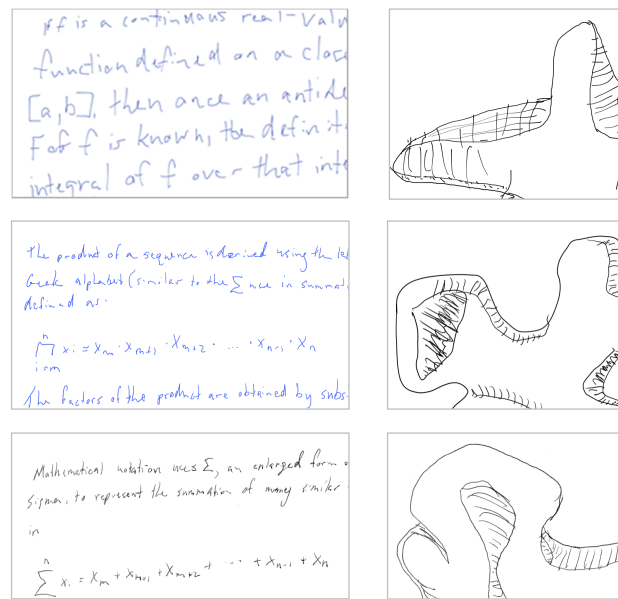 If f is a continuous real-valu
function defined on a close
[a,b], then once an antide
F of f is known, the definit
integral of f over that inte
The product of a sequence is derived using the
Greek alphabet (similar to the ∑ use in summat
defined as:
n
∏ xi = Xm · Xm+1 · Xm+2 · ... · Xn-1 · Xn
i=m
The factors of the product are obtained by subs
Mathematical notation uses ∑, an enlarged form
Sigma, to represent the summation of many similar
in
n
∑ xi = Xm + Xm+1 + Xm+2 + ... + Xn-1 + Xn